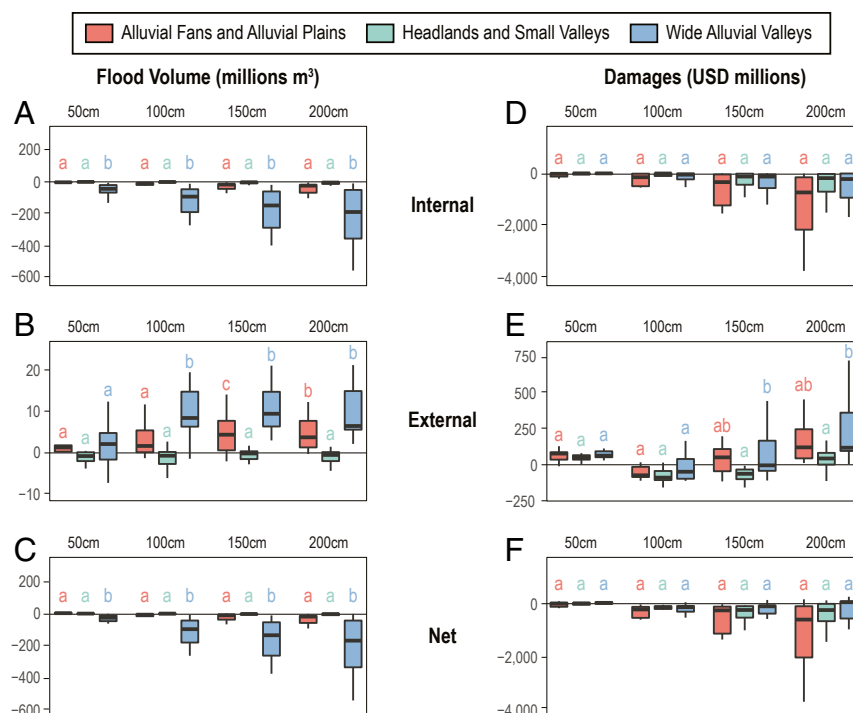 Alluvial Fans and Alluvial Plains Headlands and Small Valleys Wide Alluvial Valleys
Flood Volume (millions m³) Damages (USD millions)
A 50cm 100cm 150cm 200cm
200
0
−200
−400
−600
a a b a a b a a b a a b
Internal
D 50cm 100cm 150cm 200cm
0
−2,000
−4,000
a a a a a a a a a a a a
B 50cm 100cm 150cm 200cm
20
10
0
−10
a a a a a b c a b b a b
External
E 50cm 100cm 150cm 200cm
750
500
250
0
−250
a a a a a a ab a b ab a b
C 50cm 100cm 150cm 200cm
200
0
−200
−400
−600
a a b a a b a a b a a b
Net
F 50cm 100cm 150cm 200cm
0
−2,000
−4,000
a a a a a a a a a a a a